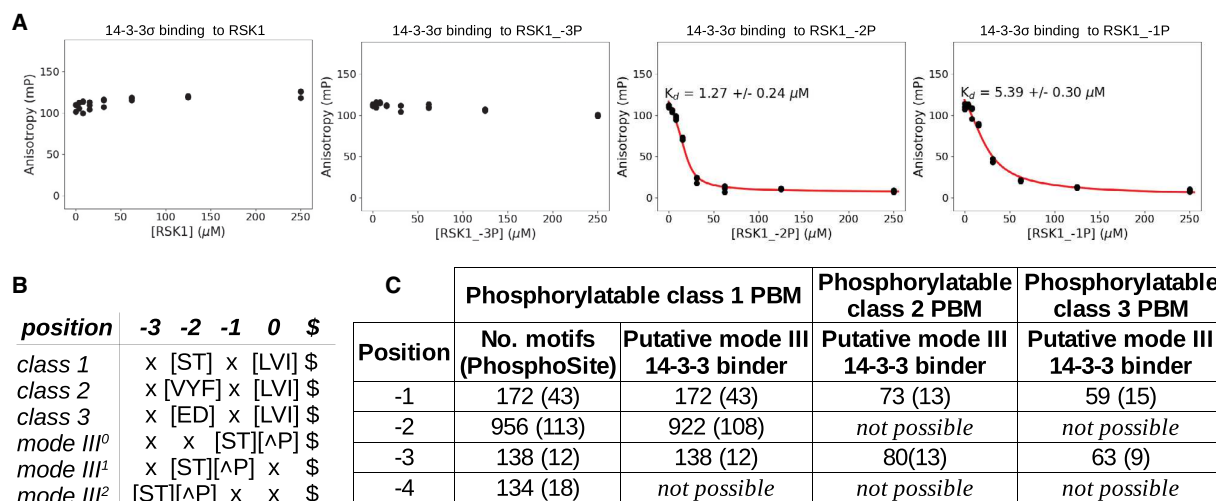 A
14-3-3σ binding to RSK1
14-3-3σ binding to RSK1_-3P
14-3-3σ binding to RSK1_-2P
14-3-3σ binding to RSK1_-1P
Anisotropy (mP)
150
100
50
0
0 50 100 150 200 250
[RSK1] (μM)
Anisotropy (mP)
150
100
50
0
0 50 100 150 200 250
[RSK1_-3P] (μM)
Anisotropy (mP)
150
100
50
0
Kd = 1.27 +/- 0.24 μM
0 50 100 150 200 250
[RSK1_-2P] (μM)
Anisotropy (mP)
150
100
50
0
Kd = 5.39 +/- 0.30 μM
0 50 100 150 200 250
[RSK1_-1P] (μM)
B
position -3 -2 -1 0 $
class 1 x [ST] x [LVI] $
class 2 x [VYF] x [LVI] $
class 3 x [ED] x [LVI] $
mode III⁰ x x [ST][^P] $
mode III¹ x [ST][^P] x $
mode III² [ST][^P] x x $
C
Phosphorylatable class 1 PBM
Phosphorylatable
class 2 PBM
Phosphorylatable
class 3 PBM
Position
No. motifs
(PhosphoSite)
Putative mode III
14-3-3 binder
Putative mode III
14-3-3 binder
Putative mode III
14-3-3 binder
-1 172 (43) 172 (43) 73 (13) 59 (15)
-2 956 (113) 922 (108) not possible not possible
-3 138 (12) 138 (12) 80(13) 63 (9)
-4 134 (18) not possible not possible not possible